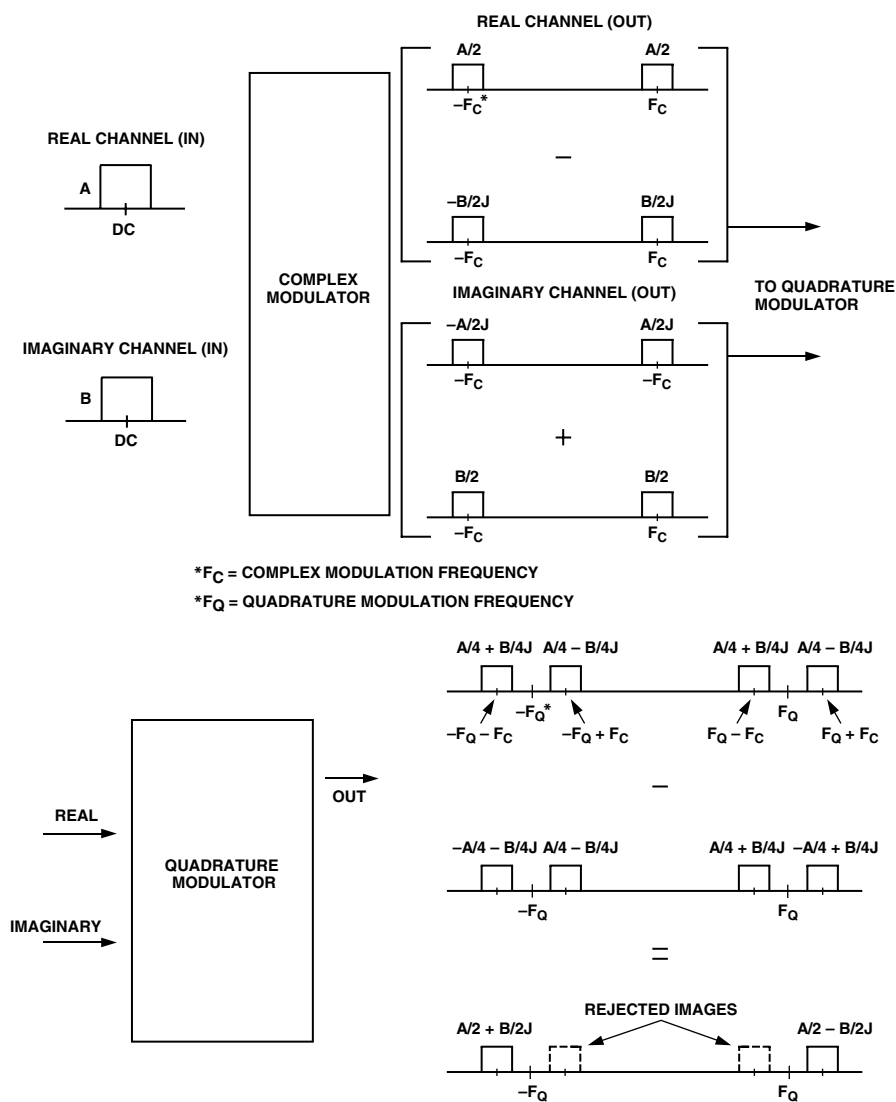 REAL CHANNEL (OUT)
A/2 A/2
–FC* FC
–
REAL CHANNEL (IN)
A
DC
–B/2J B/2J
–FC FC
COMPLEX
MODULATOR
IMAGINARY CHANNEL (OUT)
TO QUADRATURE
MODULATOR
–A/2J A/2J
–FC –FC
IMAGINARY CHANNEL (IN)
B
DC
+
B/2 B/2
–FC FC
*FC = COMPLEX MODULATION FREQUENCY
*FQ = QUADRATURE MODULATION FREQUENCY
A/4 + B/4J A/4 – B/4J A/4 + B/4J A/4 – B/4J
–FQ* FQ
–FQ – FC –FQ + FC FQ – FC FQ + FC
OUT
–
REAL
QUADRATURE
MODULATOR
IMAGINARY
–A/4 – B/4J A/4 – B/4J A/4 + B/4J –A/4 + B/4J
–FQ FQ
=
REJECTED IMAGES
A/2 + B/2J A/2 – B/2J
–FQ FQ